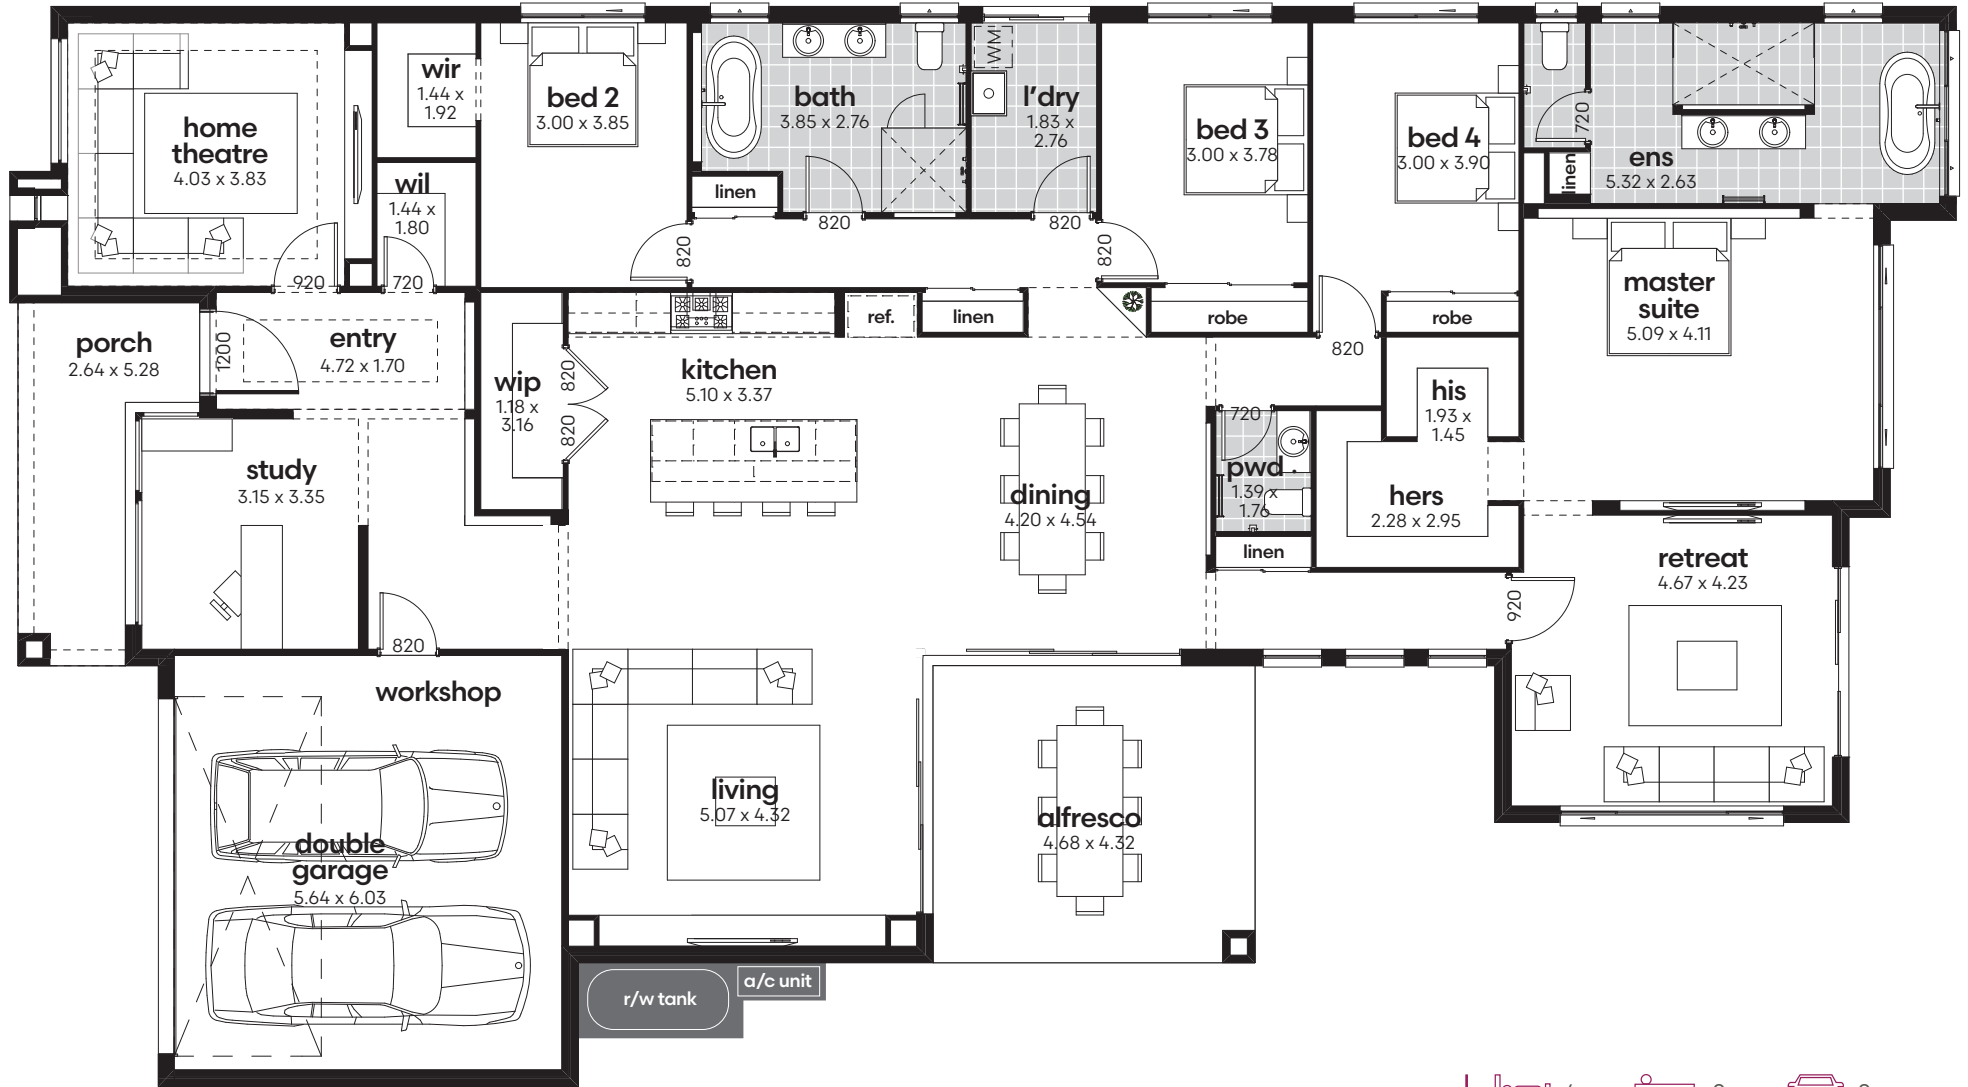 home
theatre
4.03 x 3.83
wir
1.44 x
1.92
wil
1.44 x
1.80
bed 2
3.00 x 3.85
bath
3.85 x 2.76
linen
WM
l'dry
1.83 x
2.76
bed 3
3.00 x 3.78
bed 4
3.00 x 3.90
720
linen
ens
5.32 x 2.63
920
720
820
820
820
820
porch
2.64 x 5.28
1200
entry
4.72 x 1.70
wip
1.18 x
3.16
820
820
kitchen
5.10 x 3.37
ref.
linen
robe
820
robe
master
suite
5.09 x 4.11
his
1.93 x
1.45
study
3.15 x 3.35
dining
4.20 x 4.54
720
pwd
1.39 x
1.76
linen
hers
2.28 x 2.95
retreat
4.67 x 4.23
920
820
workshop
double
garage
5.64 x 6.03
living
5.07 x 4.32
alfresco
4.68 x 4.32
r/w tank
a/c unit